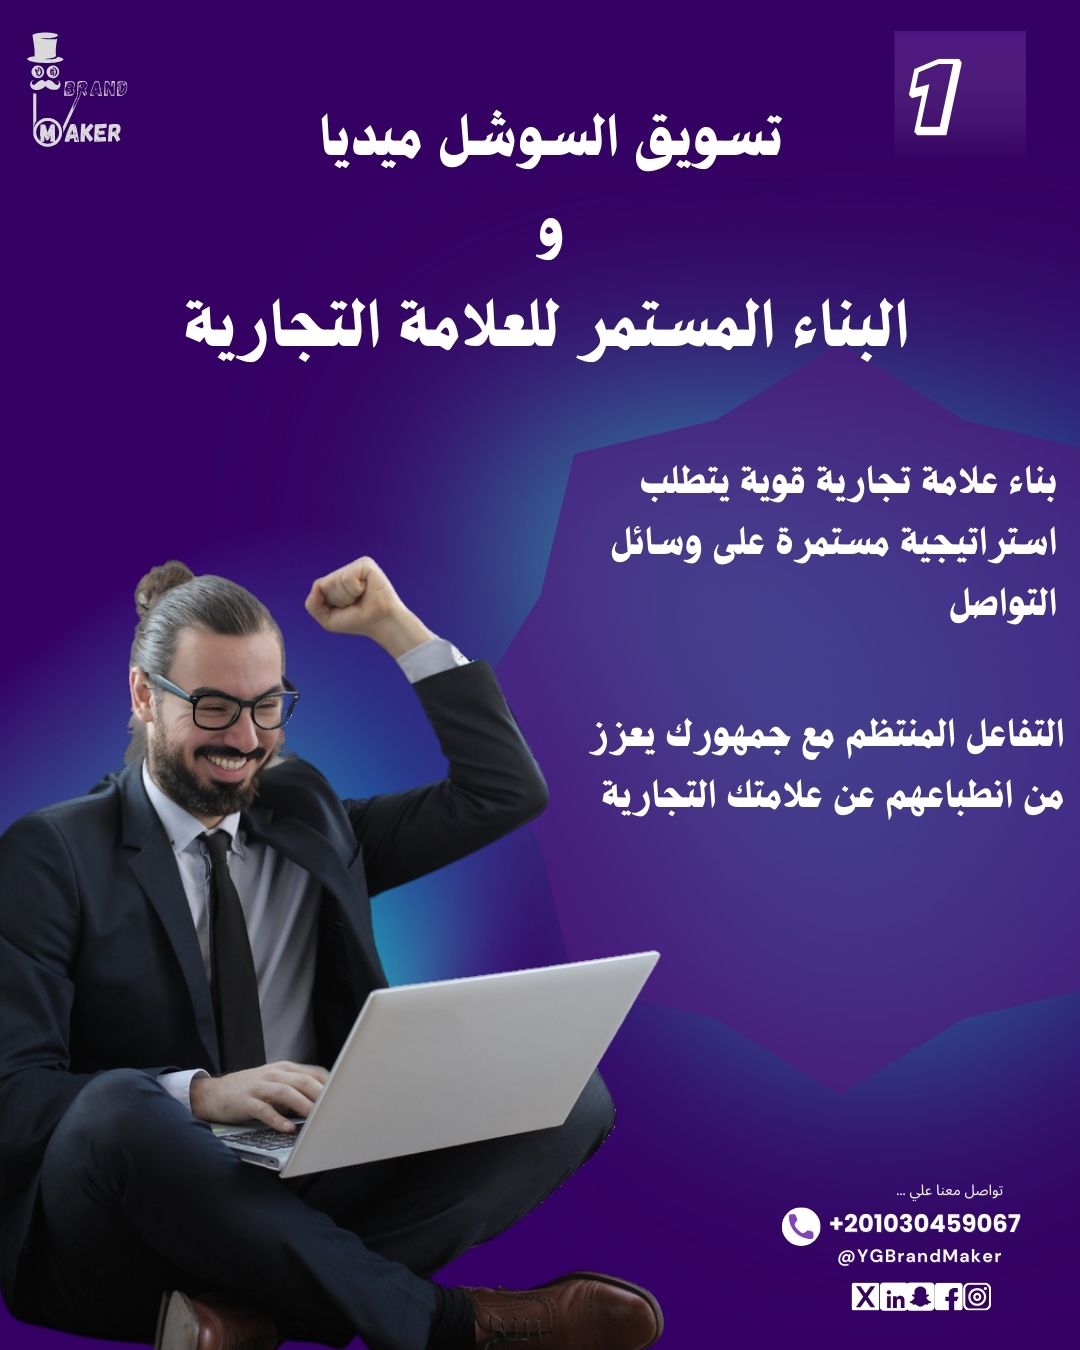 BRAND
MAKER
1
تسويق السوشل ميديا
و
البناء المستمر للعلامة التجارية
بناء علامة تجارية قوية يتطلب
استراتيجية مستمرة على وسائل
التواصل
التفاعل المنتظم مع جمهورك يعزز
من انطباعهم عن علامتك التجارية
تواصل معنا علي ...
+201030459067
@YGBrandMaker